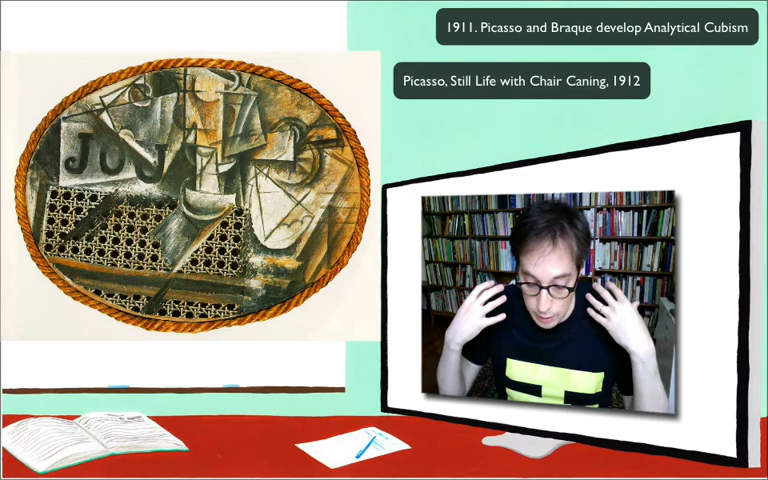 1911. Picasso and Braque develop Analytical Cubism
Picasso, Still Life with Chair Caning, 1912
JOU